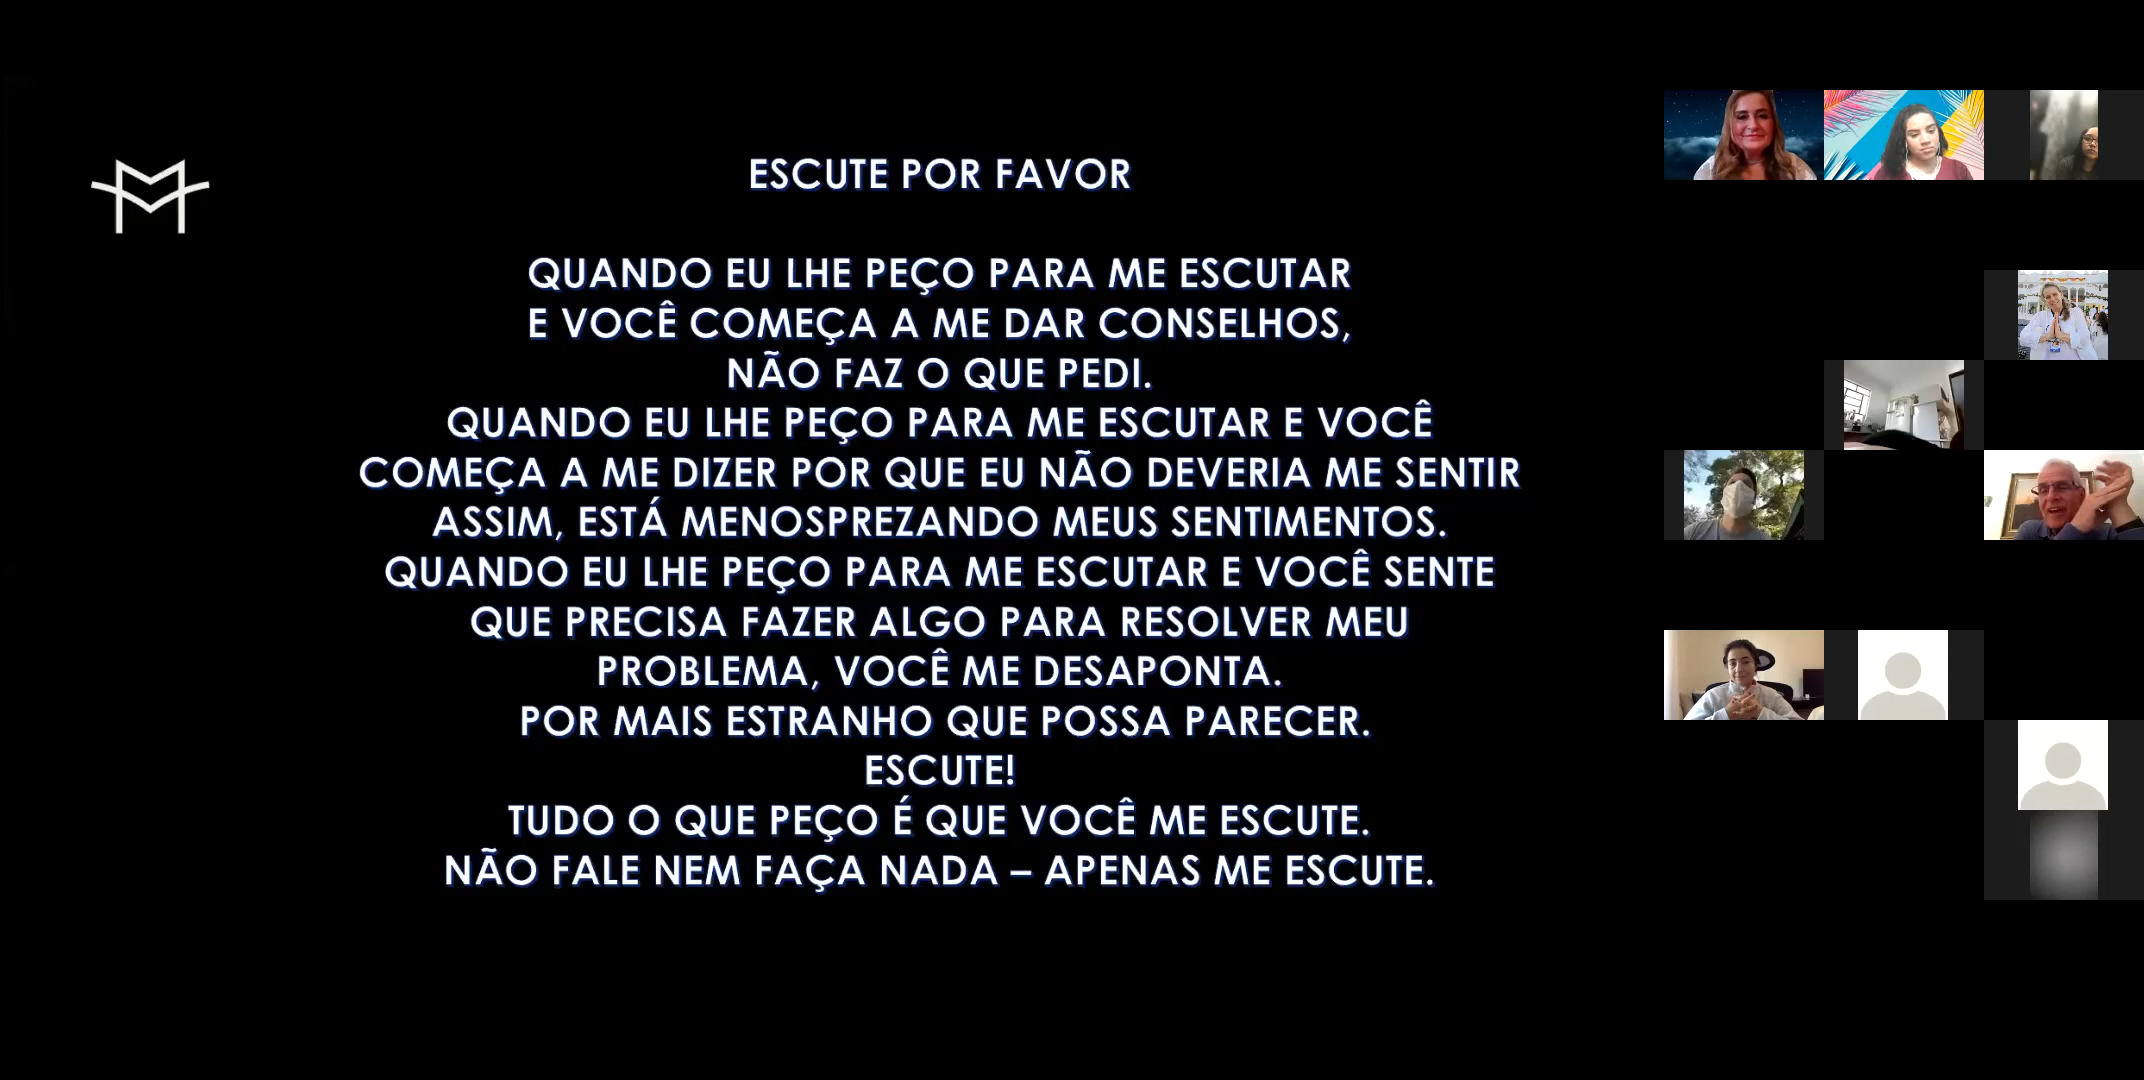 ESCUTE POR FAVOR
QUANDO EU LHE PEÇO PARA ME ESCUTAR
E VOCÊ COMEÇA A ME DAR CONSELHOS,
NÃO FAZ O QUE PEDI.
QUANDO EU LHE PEÇO PARA ME ESCUTAR E VOCÊ
COMEÇA A ME DIZER POR QUE EU NÃO DEVERIA ME SENTIR
ASSIM, ESTÁ MENOSPREZANDO MEUS SENTIMENTOS.
QUANDO EU LHE PEÇO PARA ME ESCUTAR E VOCÊ SENTE
QUE PRECISA FAZER ALGO PARA RESOLVER MEU
PROBLEMA, VOCÊ ME DESAPONTA.
POR MAIS ESTRANHO QUE POSSA PARECER.
ESCUTE!
TUDO O QUE PEÇO É QUE VOCÊ ME ESCUTE.
NÃO FALE NEM FAÇA NADA – APENAS ME ESCUTE.